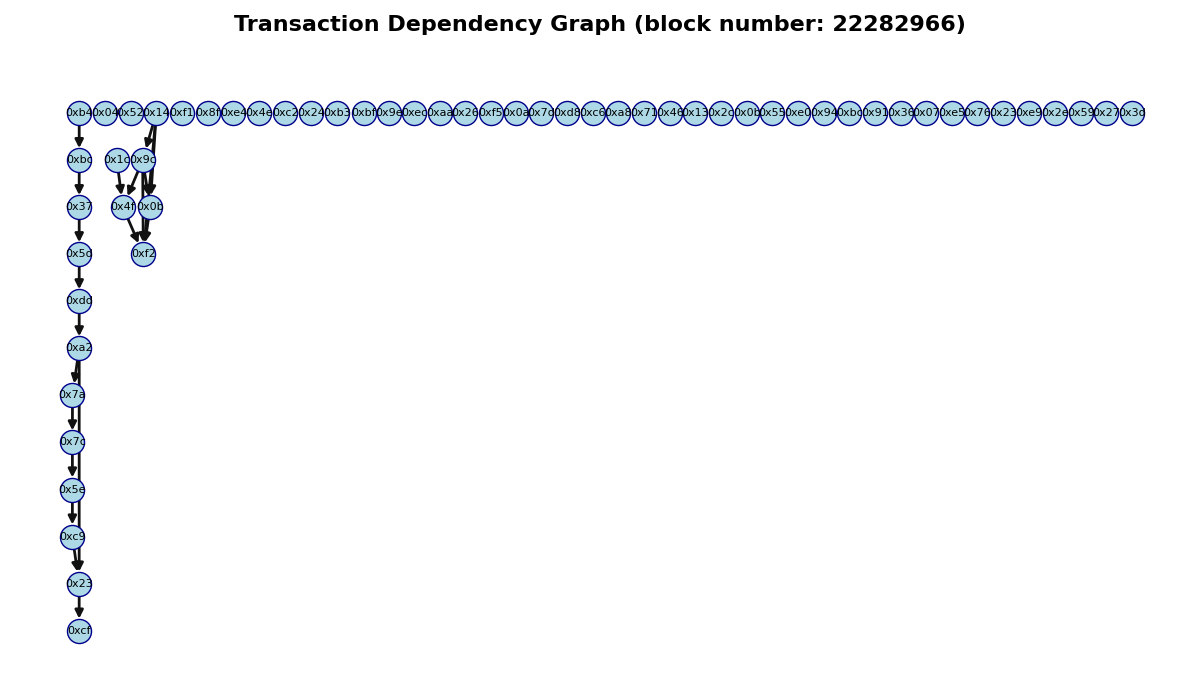 Transaction Dependency Graph (block number: 22282966)
0xb4 0x04 0x52 0x14 0xf1 0x8f 0xe4 0x4e 0xc2 0x24 0xb3 0xbf 0x9e 0xec 0xaa 0x26 0xf5 0x0a 0x7d 0xd8 0xc6 0xa8 0x71 0x46 0x13 0x2c 0x0b 0x55 0xe0 0x94 0xbc 0x91 0x36 0x07 0xe5 0x76 0x23 0xe9 0x2e 0x59 0x27 0x3d
0xbc 0x1c 0x9c
0x37 0x4f 0x0b
0x5d 0xf2
0xdd
0xa2
0x7a
0x7c
0x5e
0xc9
0x23
0xcf